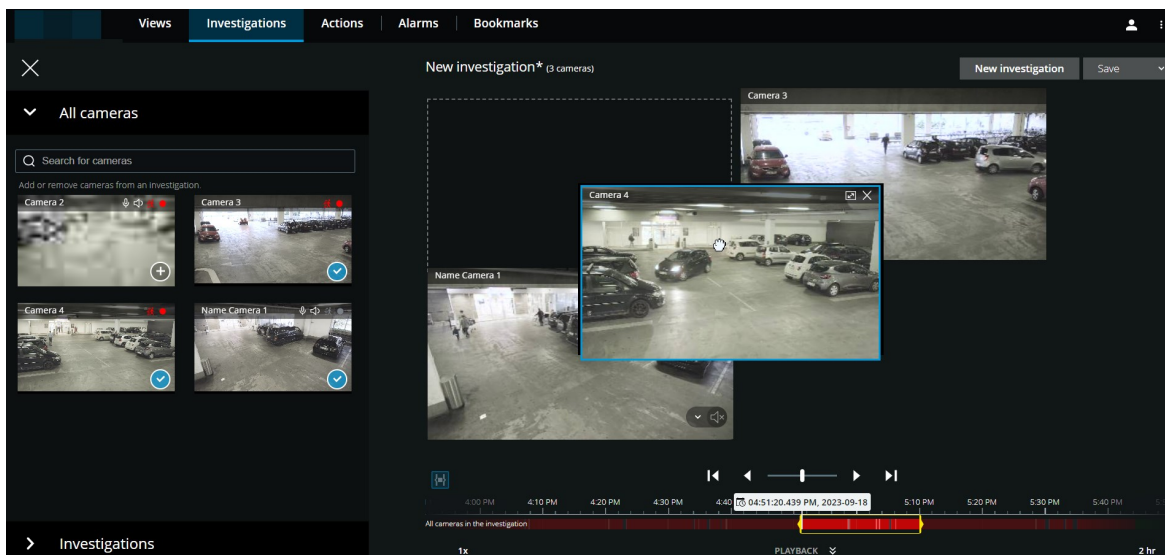 Views Investigations Actions Alarms Bookmarks
New investigation* (3 cameras)
New investigation Save
All cameras
Search for cameras
Add or remove cameras from an investigation.
Camera 2 Camera 3
Camera 4 Name Camera 1
Camera 3
Camera 4
Name Camera 1
4:00 PM 4:10 PM 4:20 PM 4:30 PM 4:40 04:51:20.439 PM, 2023-09-18 5:10 PM 5:20 PM 5:30 PM 5:40 PM
All cameras in the investigation
Investigations
1x PLAYBACK 2 hr